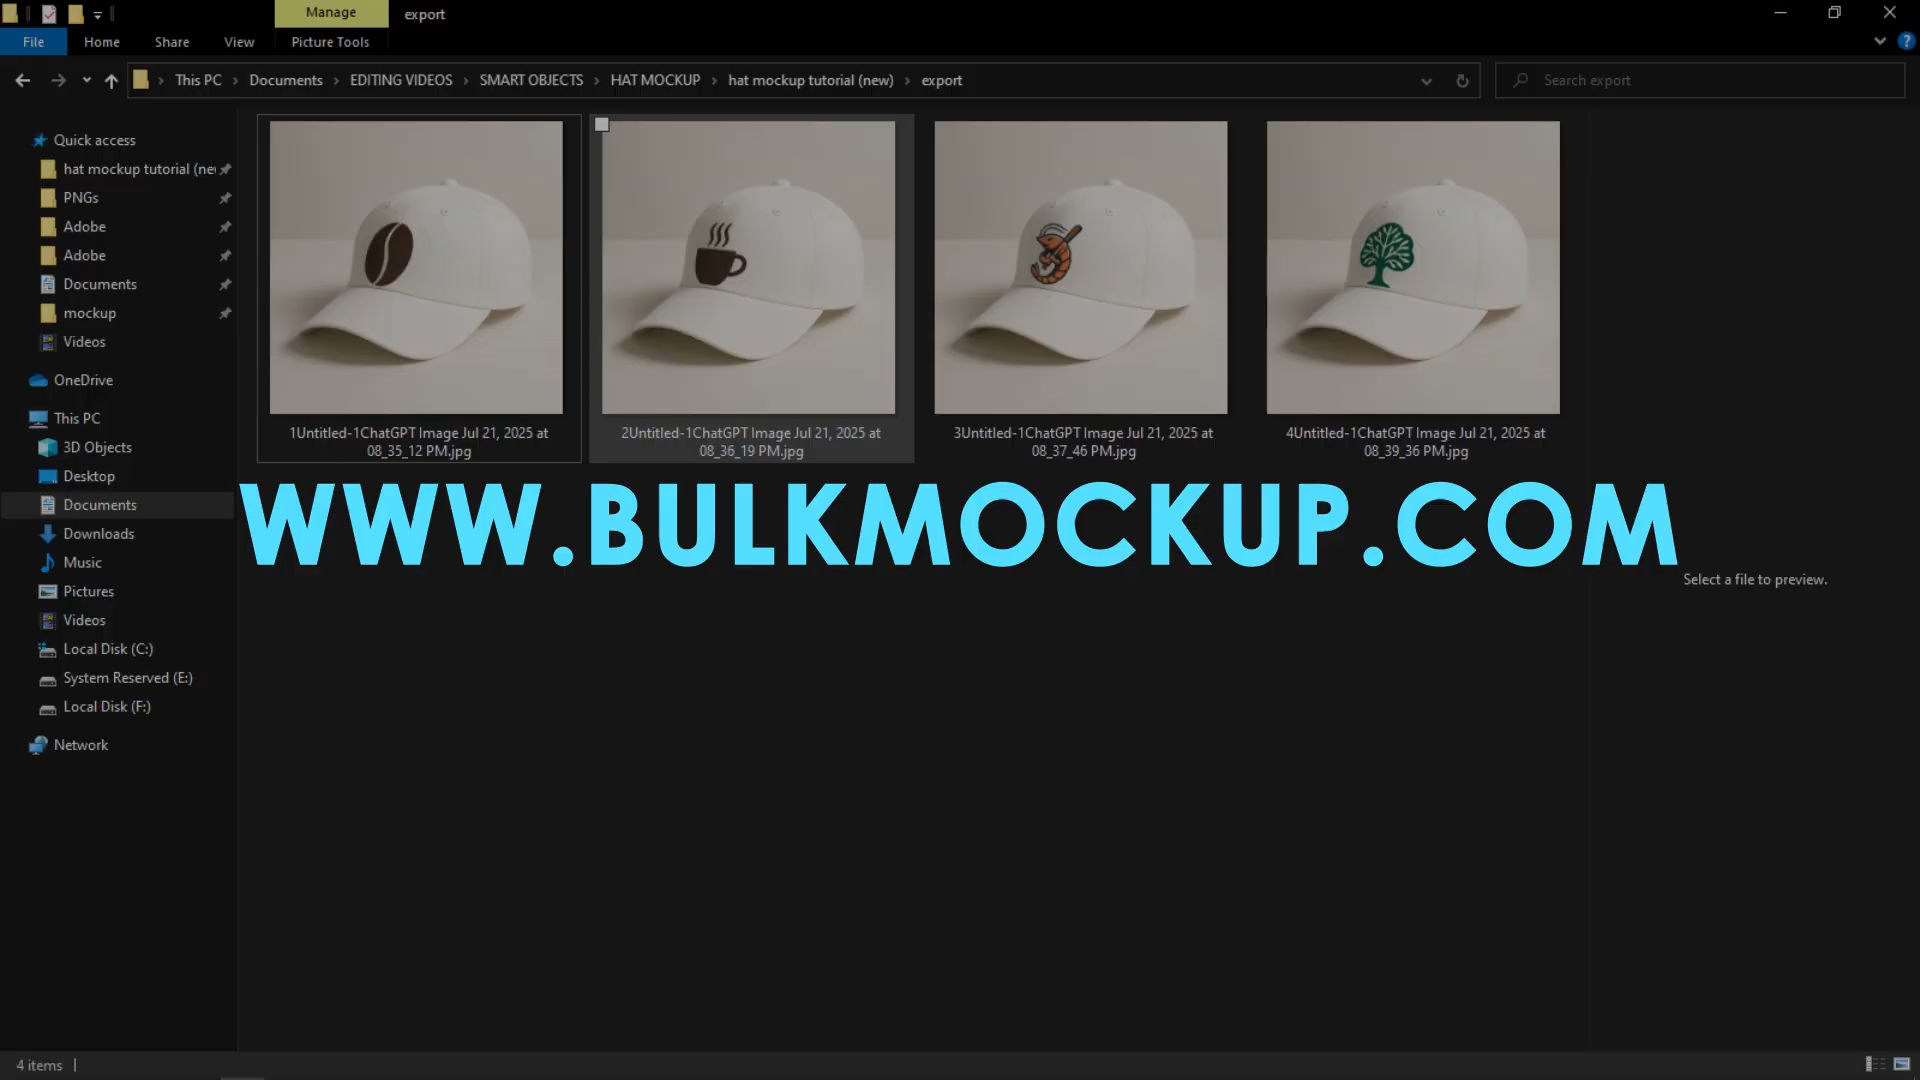 Manage
export
File
Home
Share
View
Picture Tools
This PC
Documents
EDITING VIDEOS
SMART OBJECTS
HAT MOCKUP
hat mockup tutorial (new)
export
Search export
Quick access
hat mockup tutorial (nev
PNGs
Adobe
Adobe
Documents
mockup
Videos
OneDrive
This PC
3D Objects
Desktop
Documents
Downloads
Music
Pictures
Videos
Local Disk (C:)
System Reserved (E:)
Local Disk (F:)
Network
1Untitled-1ChatGPT Image Jul 21, 2025 at
08_35_12 PM.jpg
2Untitled-1ChatGPT Image Jul 21, 2025 at
08_36_19 PM.jpg
3Untitled-1ChatGPT Image Jul 21, 2025 at
08_37_46 PM.jpg
4Untitled-1ChatGPT Image Jul 21, 2025 at
08_39_36 PM.jpg
WWW.BULKMOCKUP.COM
Select a file to preview.
4 items